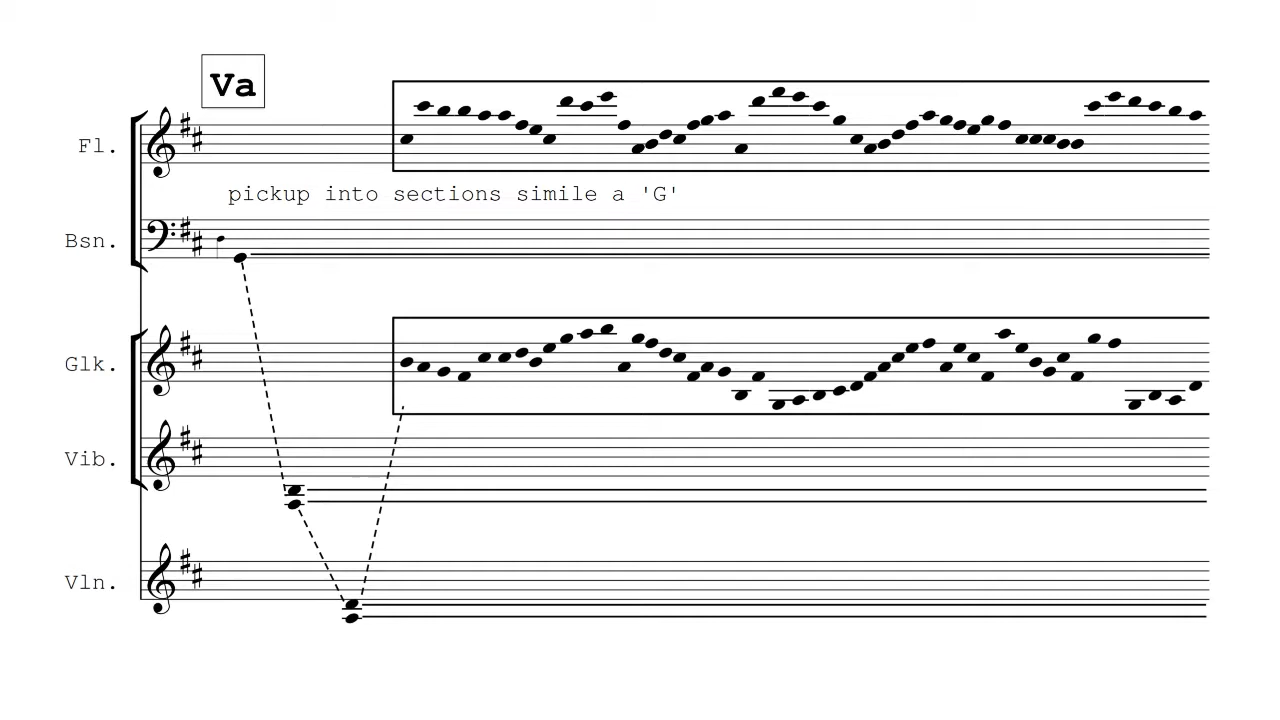 Va
Fl.
pickup into sections simile a 'G'
Bsn.
Glk.
Vib.
Vln.